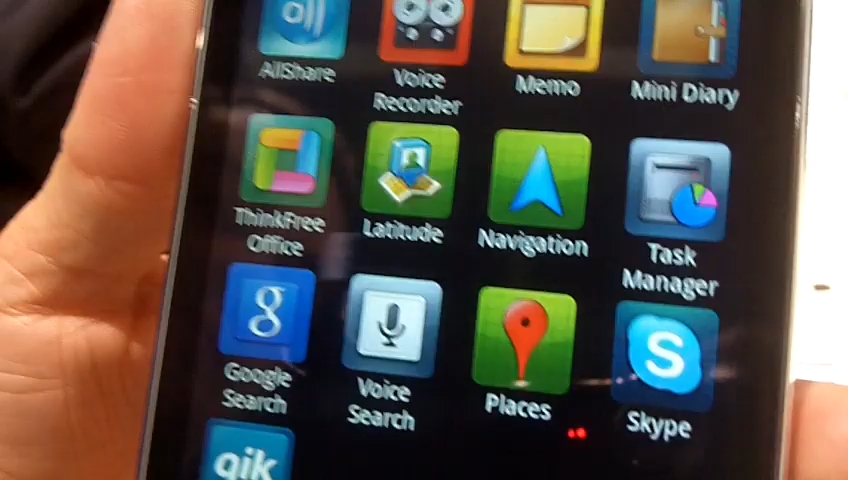 All
AllShare
Voice
Recorder
Memo
Mini Diary
ThinkFree
Office
Latitude
Navigation
Task
Manager
g
Google
Search
Voice
Search
Places
S
Skype
qik